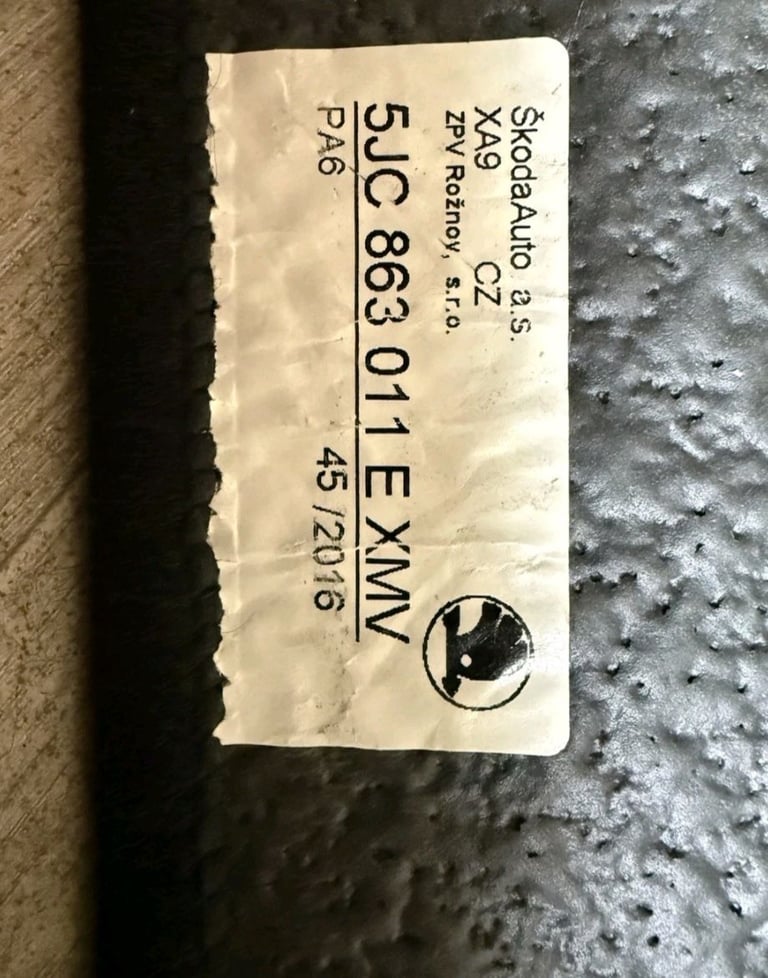 ŠkodaAuto a.s.
XA9 CZ
ZPV Rožnov, s.r.o.
5JC 863 011 E XMV
PA6 45/2016